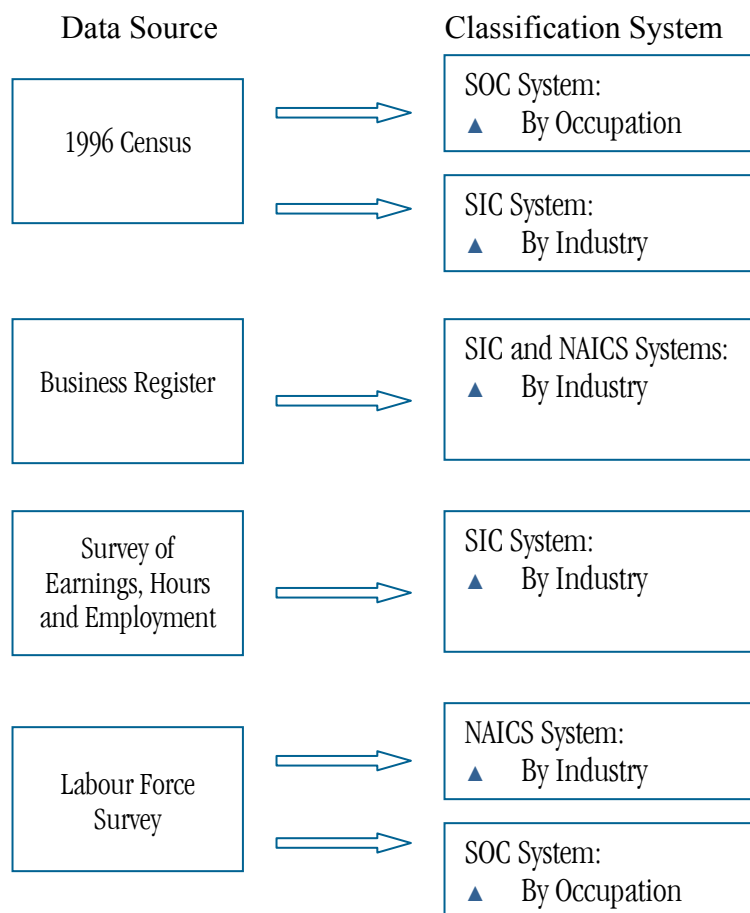 Data Source
Classification System
1996 Census
SOC System:
▲ By Occupation
SIC System:
▲ By Industry
Business Register
SIC and NAICS Systems:
▲ By Industry
Survey of
Earnings, Hours
and Employment
SIC System:
▲ By Industry
Labour Force
Survey
NAICS System:
▲ By Industry
SOC System:
▲ By Occupation